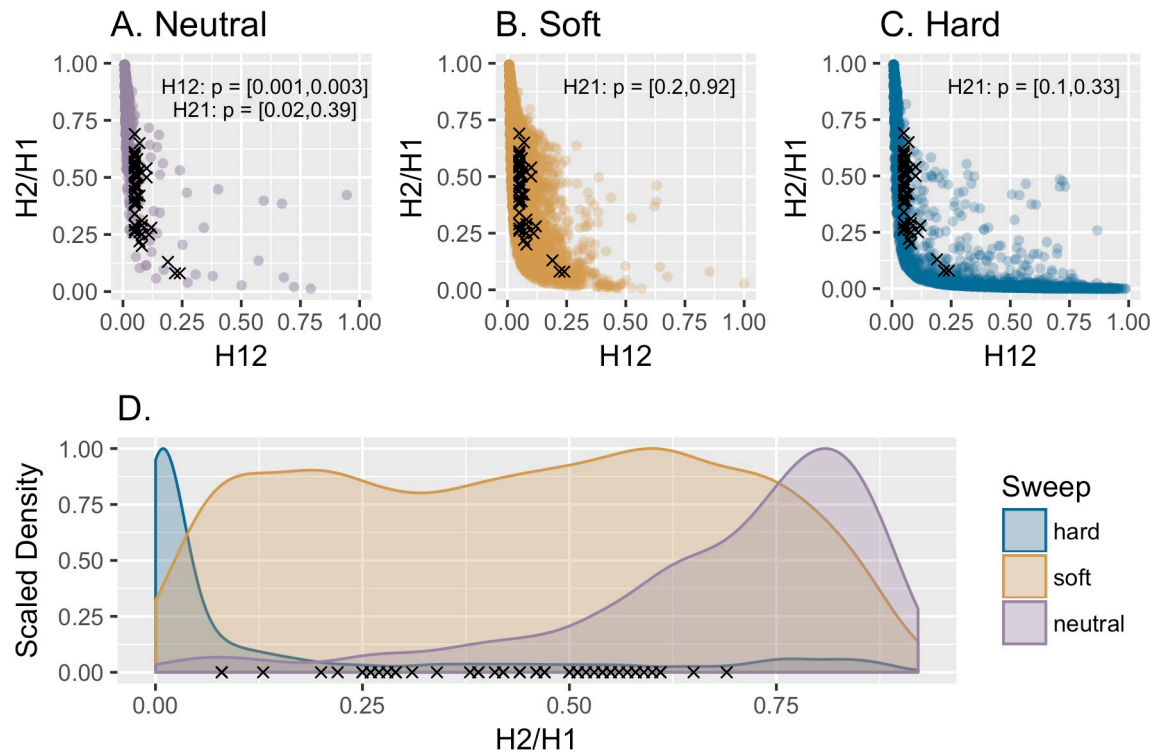 A. Neutral
H2/H1
1.00
0.75
0.50
0.25
0.00
H12: p = [0.001,0.003]
H21: p = [0.02,0.39]
0.00 0.25 0.50 0.75 1.00
H12
B. Soft
H2/H1
1.00
0.75
0.50
0.25
0.00
H21: p = [0.2,0.92]
0.00 0.25 0.50 0.75 1.00
H12
C. Hard
H2/H1
1.00
0.75
0.50
0.25
0.00
H21: p = [0.1,0.33]
0.00 0.25 0.50 0.75 1.00
H12
D.
Scaled Density
1.00
0.75
0.50
0.25
0.00
0.00 0.25 0.50 0.75
H2/H1
Sweep
hard
soft
neutral